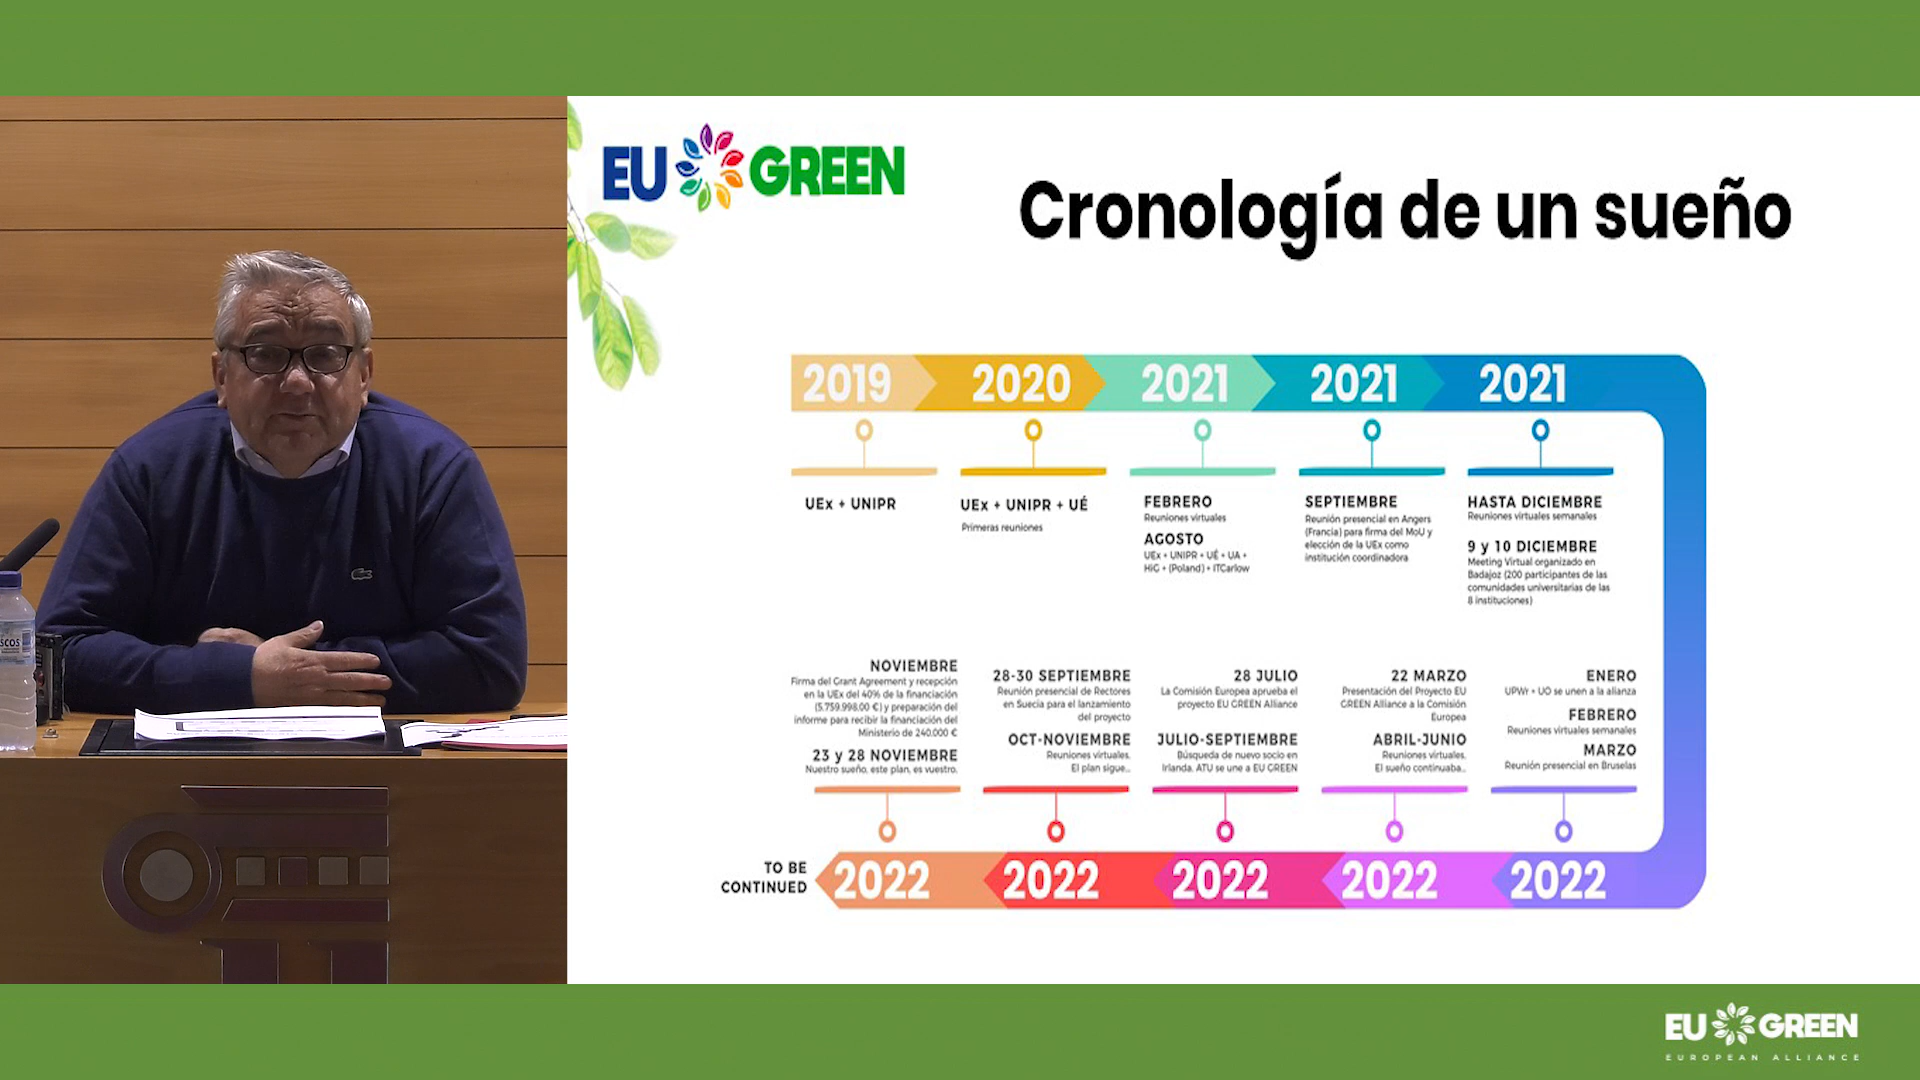 EU GREEN
Cronología de un sueño
2019
2020
2021
2021
2021
UEx + UNIPR
UEx + UNIPR + UÉ
Primeras reuniones
FEBRERO
Reuniones virtuales
AGOSTO
UEx + UNIPR + UÉ + UA +
HiG + (Poland) + ITCarlow
SEPTIEMBRE
Reunión presencial en Angers
(Francia) para firma del MoU y
elección de la UEx como
institución coordinadora
HASTA DICIEMBRE
Reuniones virtuales semanales
9 y 10 DICIEMBRE
Meeting Virtual organizado en
Badajoz (200 participantes de las
comunidades universitarias de las
8 instituciones)
NOVIEMBRE
Firma del Grant Agreement y recepción
en la UEx del 40% de la financiación
(5.759.998,00 €) y preparación del
informe para recibir la financiación del
Ministerio de 240.000 €
23 y 28 NOVIEMBRE
Nuestro sueño, este plan, es vuestro.
28-30 SEPTIEMBRE
Reunión presencial de Rectores
en Suecia para el lanzamiento
del proyecto
OCT-NOVIEMBRE
Reuniones virtuales.
El plan sigue...
28 JULIO
La Comisión Europea aprueba el
proyecto EU GREEN Alliance
JULIO-SEPTIEMBRE
Búsqueda de nuevo socio en
Irlanda. ATU se une a EU GREEN
22 MARZO
Presentación del Proyecto EU
GREEN Alliance a la Comisión
Europea
ABRIL-JUNIO
Reuniones virtuales.
El sueño continuaba...
ENERO
UPWr + UO se unen a la alianza
FEBRERO
Reuniones virtuales semanales
MARZO
Reunión presencial en Bruselas
TO BE
CONTINUED
2022
2022
2022
2022
2022
EU GREEN
EUROPEAN ALLIANCE